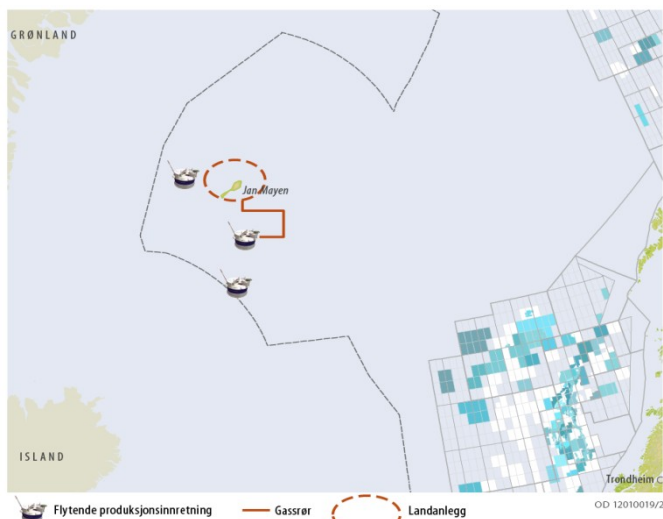 GRØNLAND
Jan Mayen
ISLAND
Trondheim
Flytende produksjonsinnretning
Gassrør
Landanlegg
OD 12010019/2